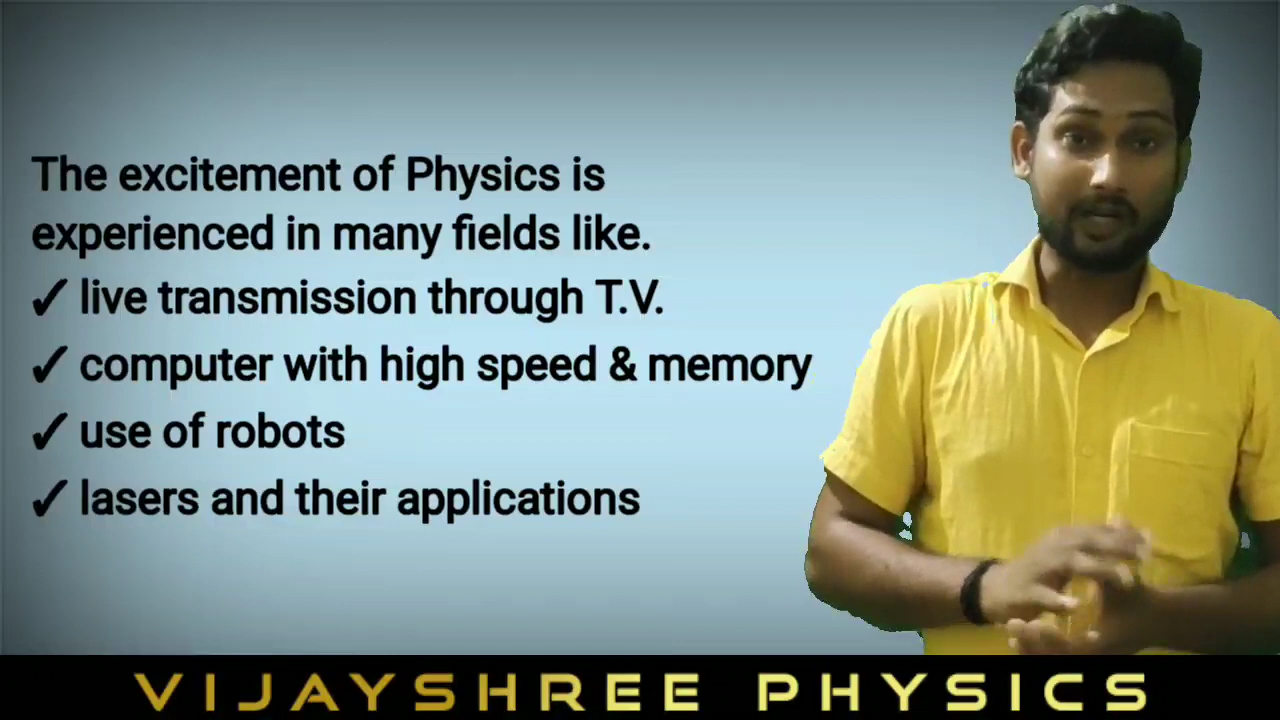 The excitement of Physics is
experienced in many fields like.
✓ live transmission through T.V.
✓ computer with high speed & memory
✓ use of robots
✓ lasers and their applications
VIJAYSHREE PHYSICS